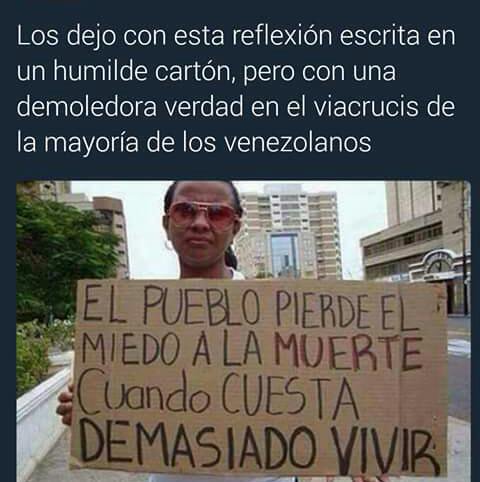 Los dejo con esta reflexión escrita en
un humilde cartón, pero con una
demoledora verdad en el viacrucis de
la mayoría de los venezolanos
EL PUEBLO PIERDE EL
MIEDO A LA MUERTE
Cuando CUESTA
DEMASIADO VIVIR